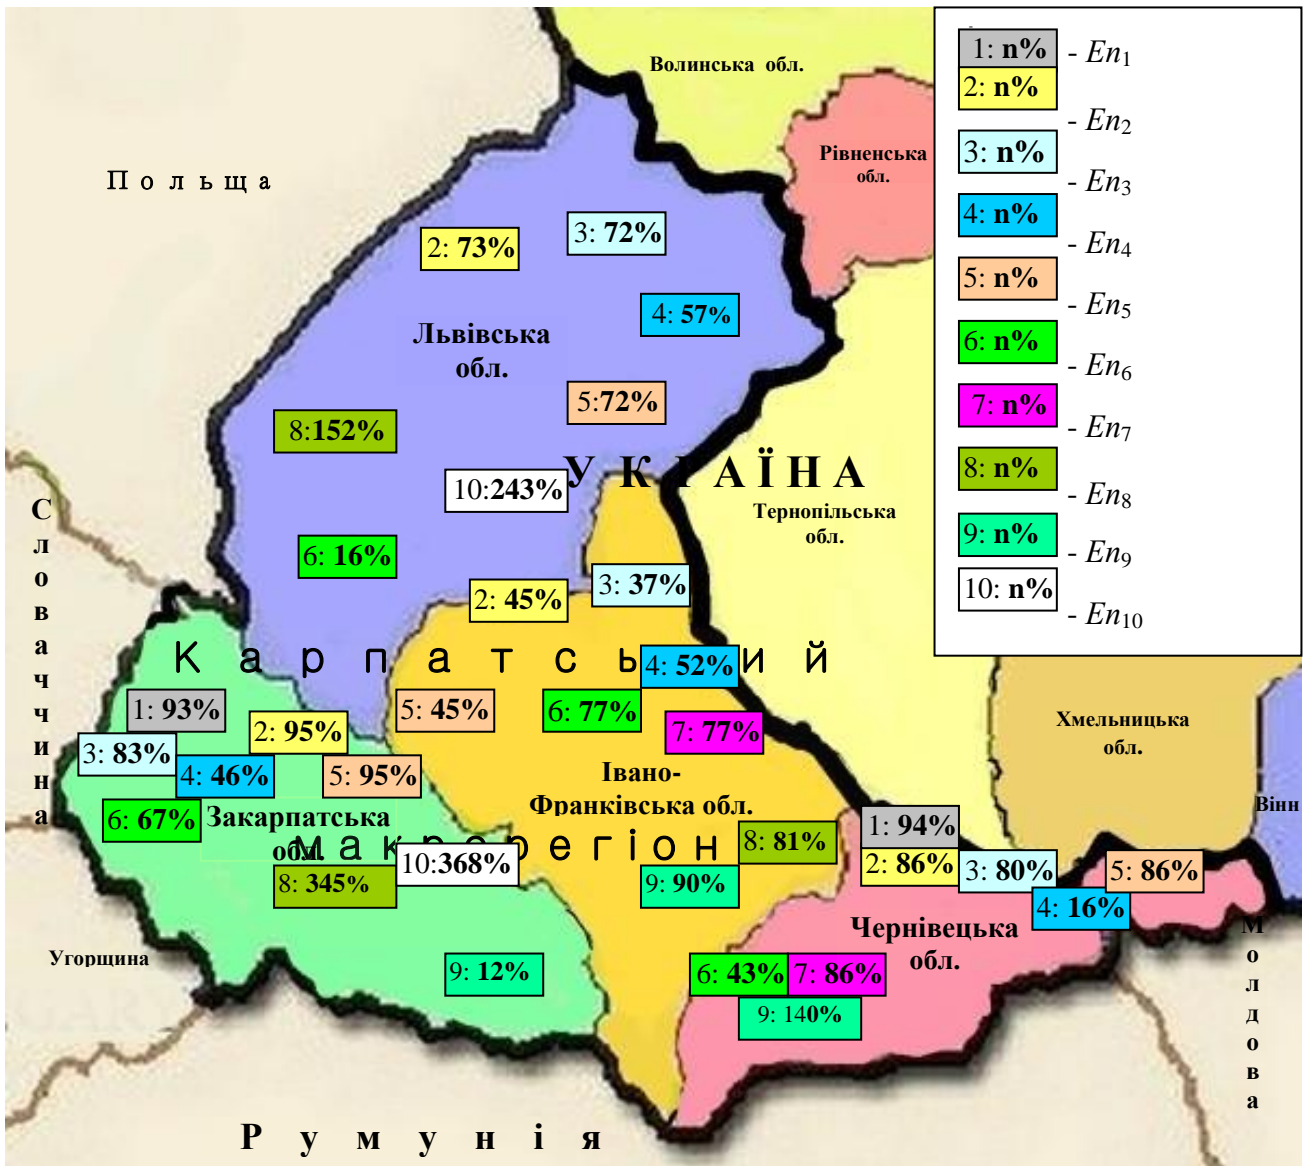 Волинська обл.
Рівненська
обл.
Польща
1: n% - En1
2: n% - En2
3: n% - En3
4: n% - En4
5: n% - En5
6: n% - En6
7: n% - En7
8: n% - En8
9: n% - En9
10: n% - En10
2: 73%
3: 72%
4: 57%
Львівська
обл.
5:72%
8:152%
УКРАЇНА
10:243%
Тернопільська
обл.
6: 16%
Словаччина
3: 37%
2: 45%
Карпатський
4: 52%
1: 93%
2: 95%
5: 45%
6: 77%
7: 77%
3: 83%
4: 46%
5: 95%
Івано-
Франківська обл.
Хмельницька
обл.
Вінн
6: 67%
Закарпатська
обл.
макрорегіон
8: 81%
1: 94%
2: 86%
3: 80%
5: 86%
10:368%
8: 345%
9: 90%
4: 16%
Чернівецька
обл.
Угорщина
9: 12%
6: 43%
7: 86%
9: 140%
Молдова
Румунія